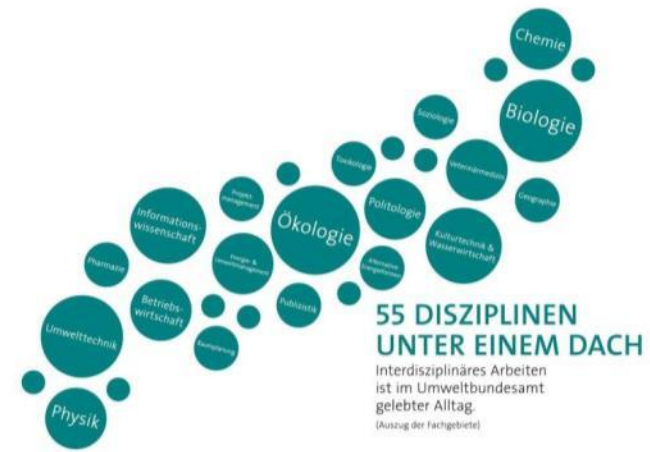 Chemie
Biologie
Soziologie
Toxikologie
Veterinärmedizin
Geographie
Projekt-
management
Politologie
Informations-
wissenschaft
Ökologie
Kulturtechnik &
Wasserwirtschaft
Energie- &
Umweltmanagement
Alternative
Energieformen
Pharmazie
Betriebs-
wirtschaft
Publizistik
Umwelttechnik
Raumplanung
Physik
55 DISZIPLINEN
UNTER EINEM DACH
Interdisziplinäres Arbeiten
ist im Umweltbundesamt
gelebter Alltag.
(Auszug der Fachgebiete)